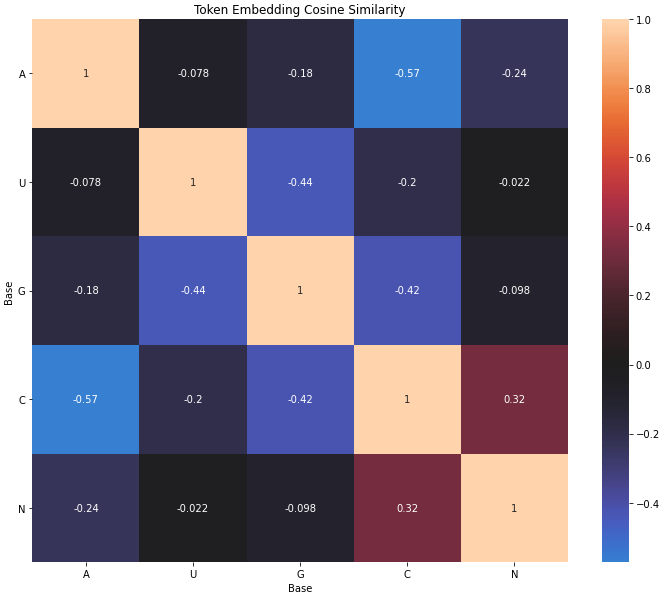 Token Embedding Cosine Similarity
A 1 -0.078 -0.18 -0.57 -0.24
U -0.078 1 -0.44 -0.2 -0.022
G -0.18 -0.44 1 -0.42 -0.098
C -0.57 -0.2 -0.42 1 0.32
N -0.24 -0.022 -0.098 0.32 1
A U G C N
Base
Base
1.0
0.8
0.6
0.4
0.2
0.0
−0.2
−0.4